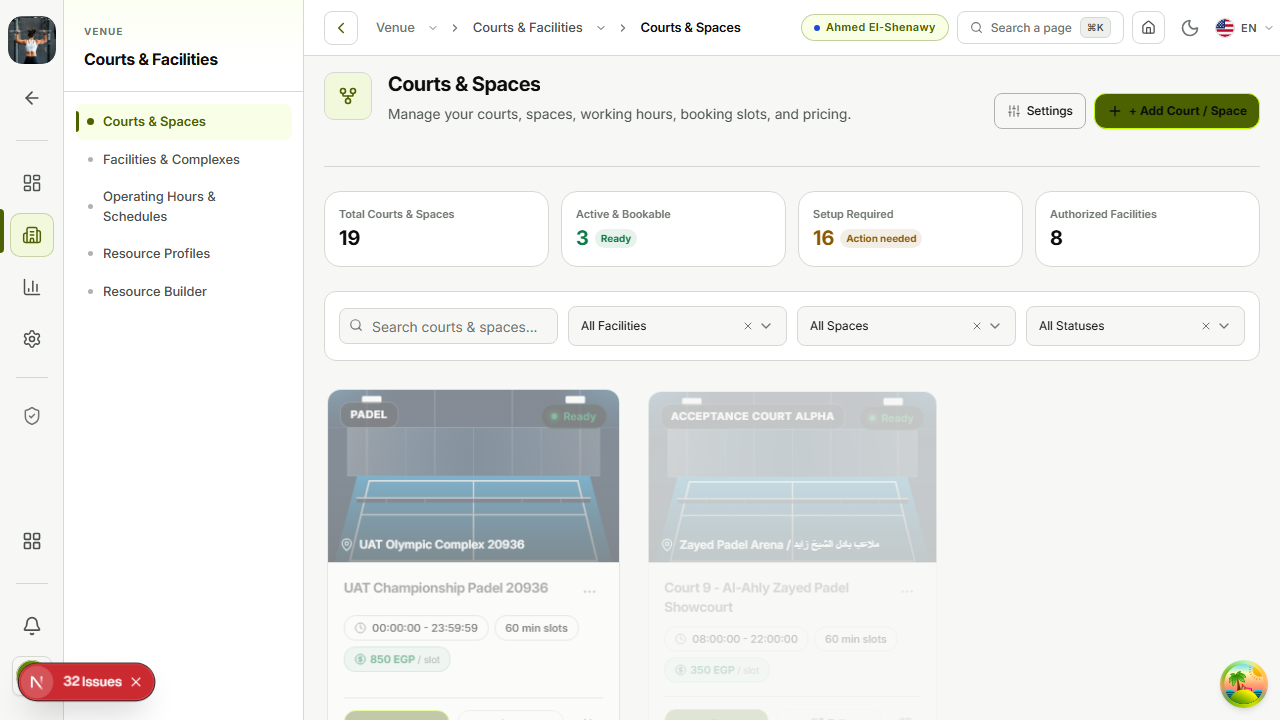 VENUE
Courts & Facilities
Courts & Spaces
Facilities & Complexes
Operating Hours &
Schedules
Resource Profiles
Resource Builder
N 32 Issues
Venue
Courts & Facilities
Courts & Spaces
Ahmed El-Shenawy
Search a page ⌘K
EN
Courts & Spaces
Manage your courts, spaces, working hours, booking slots, and pricing.
Settings
+ + Add Court / Space
Total Courts & Spaces
19
Active & Bookable
3 Ready
Setup Required
16 Action needed
Authorized Facilities
8
Search courts & spaces...
All Facilities
All Spaces
All Statuses
PADEL
Ready
UAT Olympic Complex 20936
UAT Championship Padel 20936
...
00:00:00 - 23:59:59
60 min slots
850 EGP / slot
ACCEPTANCE COURT ALPHA
Ready
Zayed Padel Arena / ملاعب بادل الشيخ زايد
Court 9 - Al-Ahly Zayed Padel
Showcourt
...
08:00:00 - 22:00:00
60 min slots
350 EGP / slot